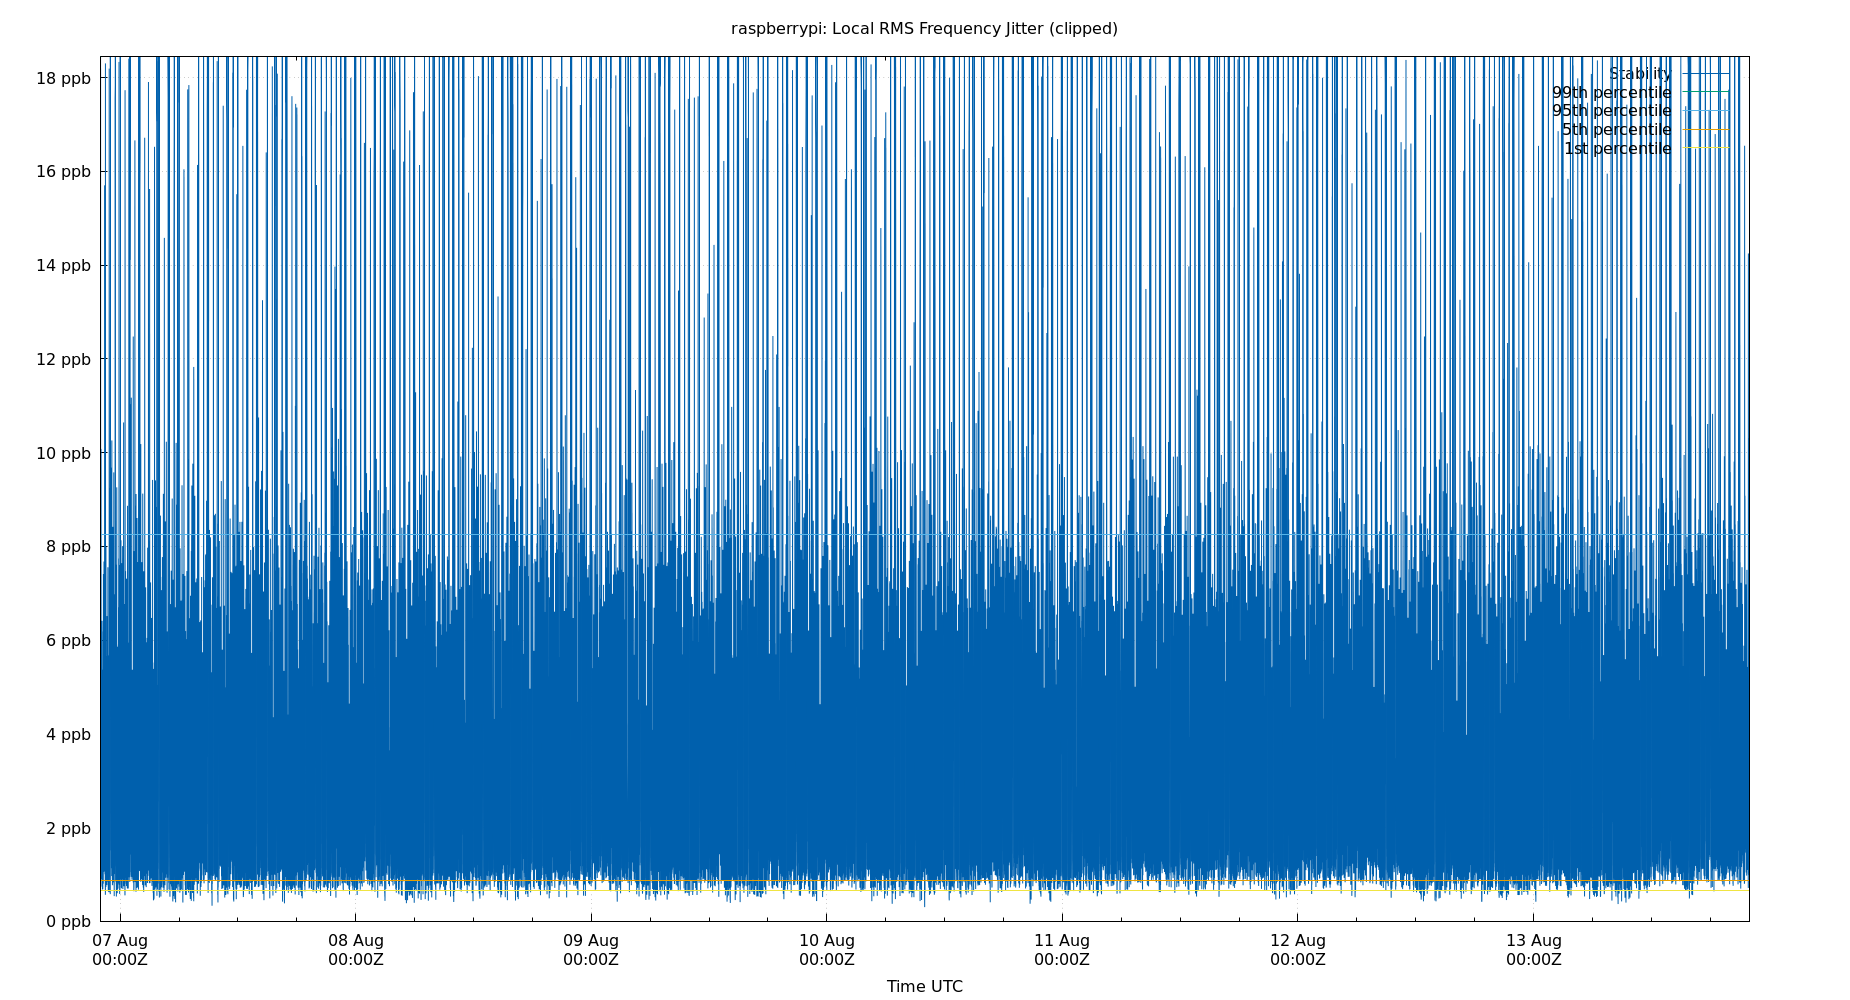 raspberrypi: Local RMS Frequency Jitter (clipped)
18 ppb
16 ppb
14 ppb
12 ppb
10 ppb
8 ppb
6 ppb
4 ppb
2 ppb
0 ppb
Stability
99th percentile
95th percentile
5th percentile
1st percentile
07 Aug 08 Aug 09 Aug 10 Aug 11 Aug 12 Aug 13 Aug
00:00Z 00:00Z 00:00Z 00:00Z 00:00Z 00:00Z 00:00Z
Time UTC